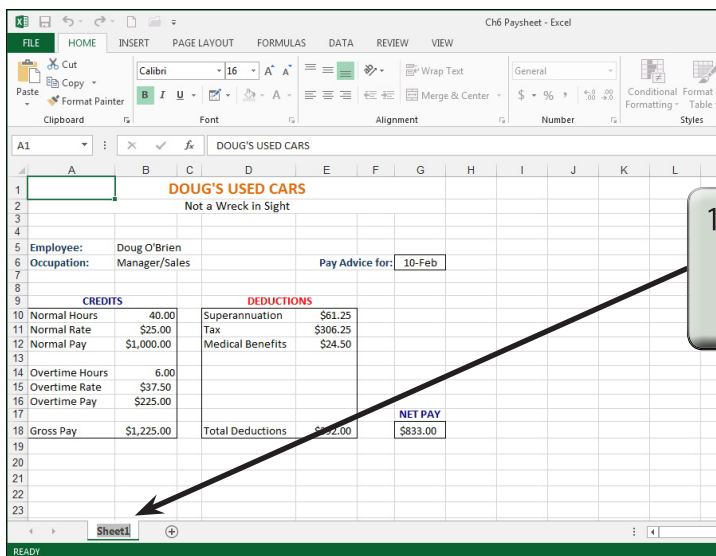 Ch6 Paysheet - Excel
FILE HOME INSERT PAGE LAYOUT FORMULAS DATA REVIEW VIEW
Cut Calibri 16 A A Wrap Text General
Copy
Paste Format Painter B I U A Merge & Center $ % , Conditional Format
Formatting Table
Clipboard Font Alignment Number Styles
A1 fx DOUG'S USED CARS
A B C D E F G H I J K L
1 DOUG'S USED CARS
2 Not a Wreck in Sight
3
4
5 Employee: Doug O'Brien
6 Occupation: Manager/Sales Pay Advice for: 10-Feb
7
8
9 CREDITS DEDUCTIONS
10 Normal Hours 40.00 Superannuation $61.25
11 Normal Rate $25.00 Tax $306.25
12 Normal Pay $1,000.00 Medical Benefits $24.50
13
14 Overtime Hours 6.00
15 Overtime Rate $37.50
16 Overtime Pay $225.00
17 NET PAY
18 Gross Pay $1,225.00 Total Deductions $833.00
19
20
21
22
23
Sheet1
READY
1